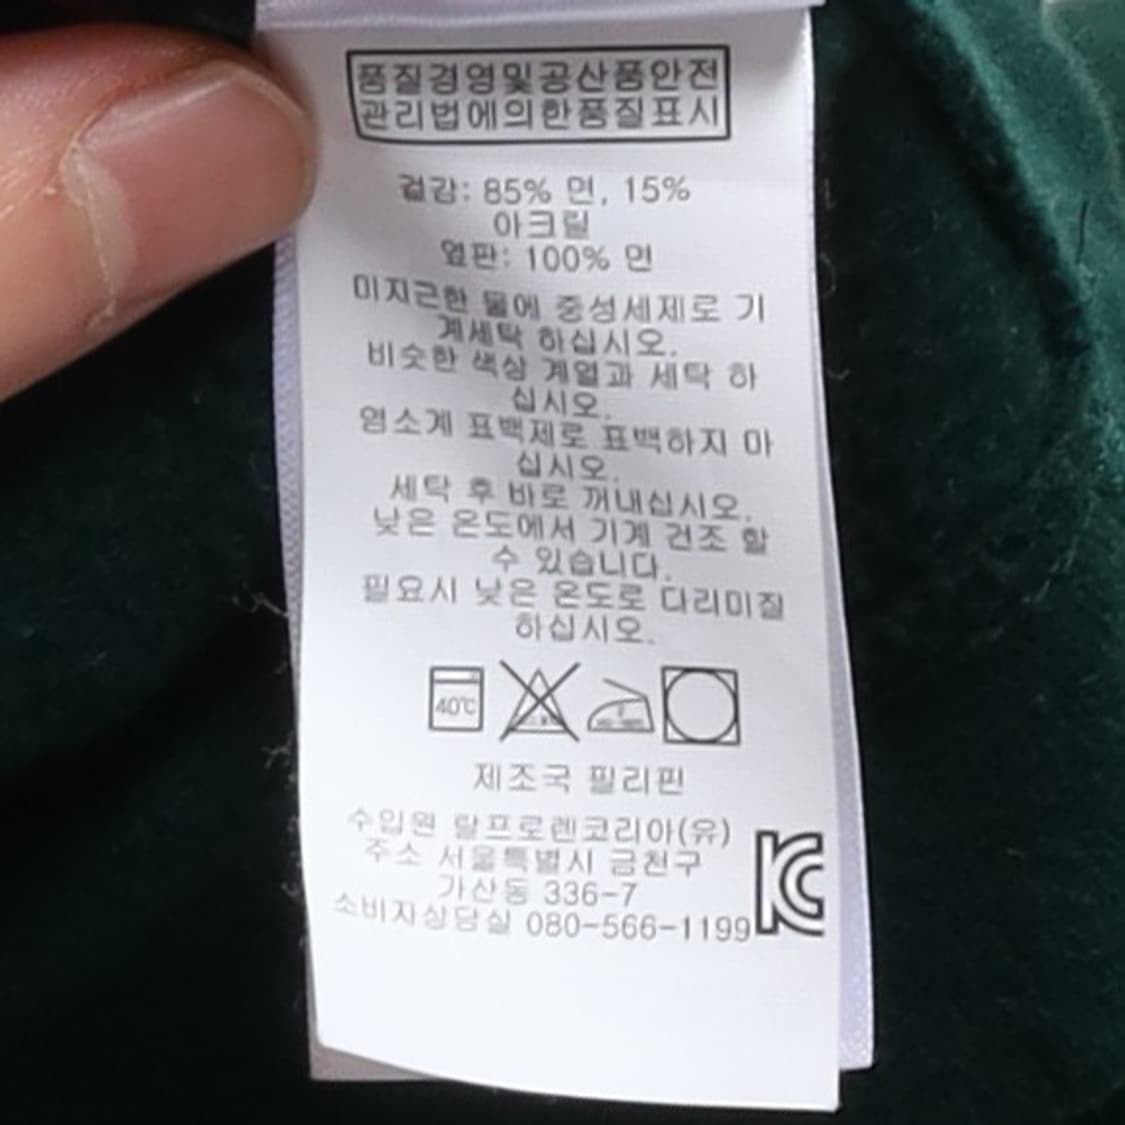 품질경영및공산품안전
관리법에의한품질표시
겉감: 85% 면, 15%
아크릴
옆판: 100% 면
미지근한 물에 중성세제로 기
계세탁 하십시오.
비슷한 색상 계열과 세탁 하
십시오.
염소계 표백제로 표백하지 마
십시오.
세탁 후 바로 꺼내십시오.
낮은 온도에서 기계 건조 할
수 있습니다.
필요시 낮은 온도로 다리미질
하십시오.
40℃
제조국 필리핀
수입원 랄프로렌코리아(유)
주소 서울특별시 금천구
가산동 336-7
소비자상담실 080-566-1199
KC